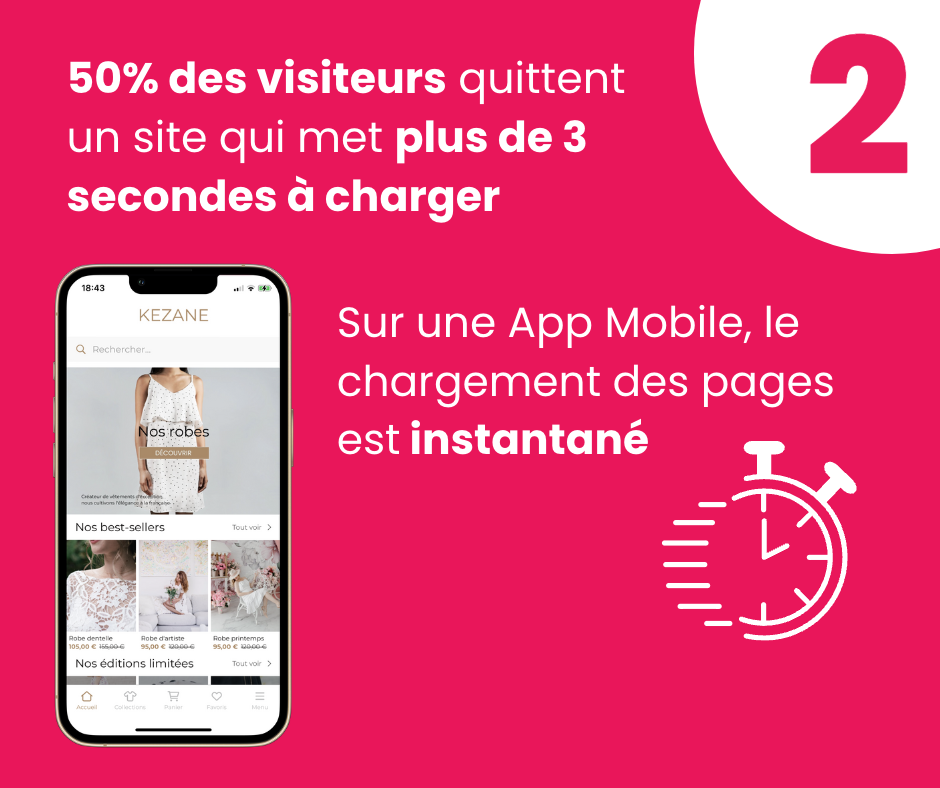 2
50% des visiteurs quittent
un site qui met plus de 3
secondes à charger
Sur une App Mobile, le
chargement des pages
est instantané
18:43
KEZANE
Rechercher...
Nos robes
DÉCOUVRIR
Créateur de vêtements d'exception,
nous cultivons l'élégance à la française
Nos best-sellers Tout voir >
Robe dentelle Robe d'artiste Robe printemps
105,00 € 155,00 € 95,00 € 120,00 € 95,00 € 120,00 €
Nos éditions limitées Tout voir >
Accueil Collections Panier Favoris Menu